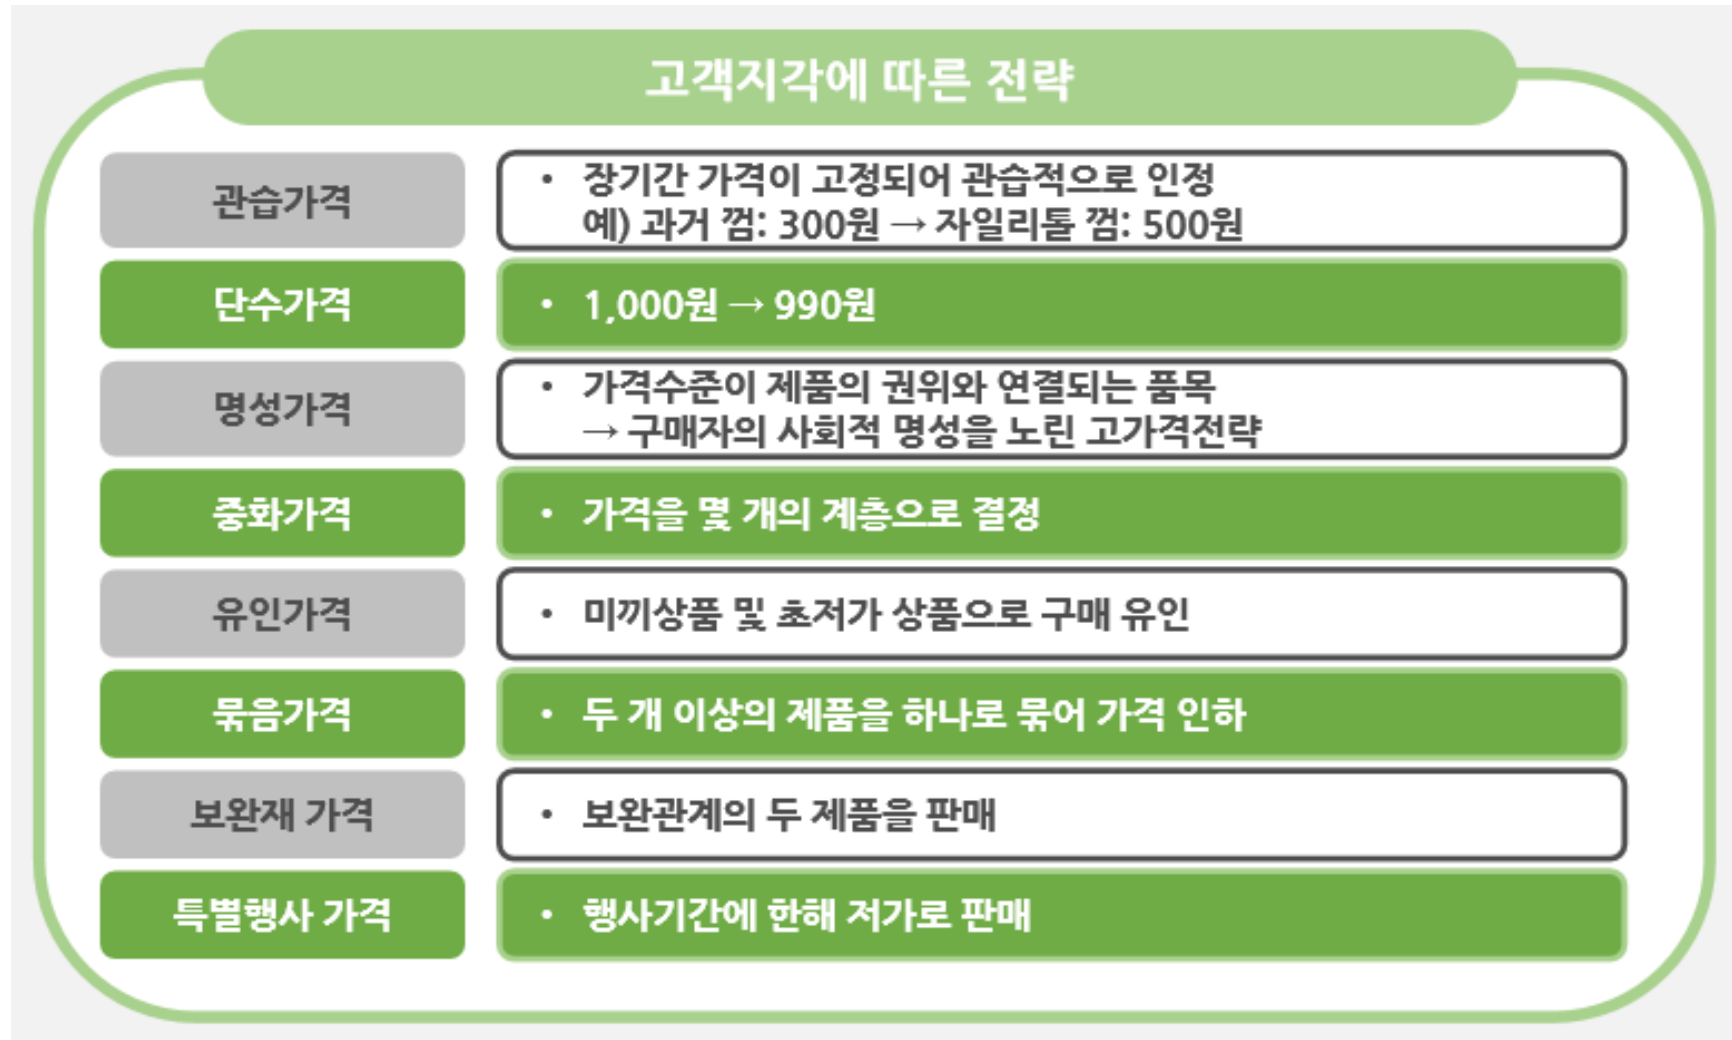 고객지각에 따른 전략
관습가격
• 장기간 가격이 고정되어 관습적으로 인정
예) 과거 껌: 300원 → 자일리톨 껌: 500원
단수가격
• 1,000원 → 990원
명성가격
• 가격수준이 제품의 권위와 연결되는 품목
→ 구매자의 사회적 명성을 노린 고가격전략
중화가격
• 가격을 몇 개의 계층으로 결정
유인가격
• 미끼상품 및 초저가 상품으로 구매 유인
묶음가격
• 두 개 이상의 제품을 하나로 묶어 가격 인하
보완재 가격
• 보완관계의 두 제품을 판매
특별행사 가격
• 행사기간에 한해 저가로 판매